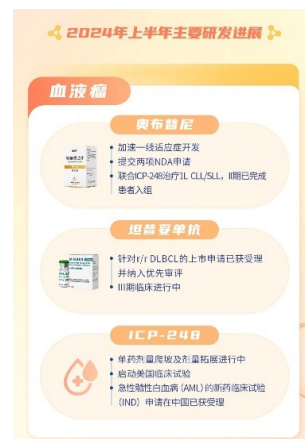 2024年上半年主要研发进展
血液瘤
奥布替尼
加速一线适应症开发
提交两项NDA申请
联合ICP-248治疗1L CLL/SLL，II期已完成
患者入组
坦昔妥单抗
针对r/r DLBCL的上市申请已获受理
并纳入优先审评
III期临床进行中
ICP-248
单药剂量爬坡及剂量拓展进行中
启动美国临床试验
急性髓性白血病（AML）的新药临床试验
（IND）申请在中国已获受理